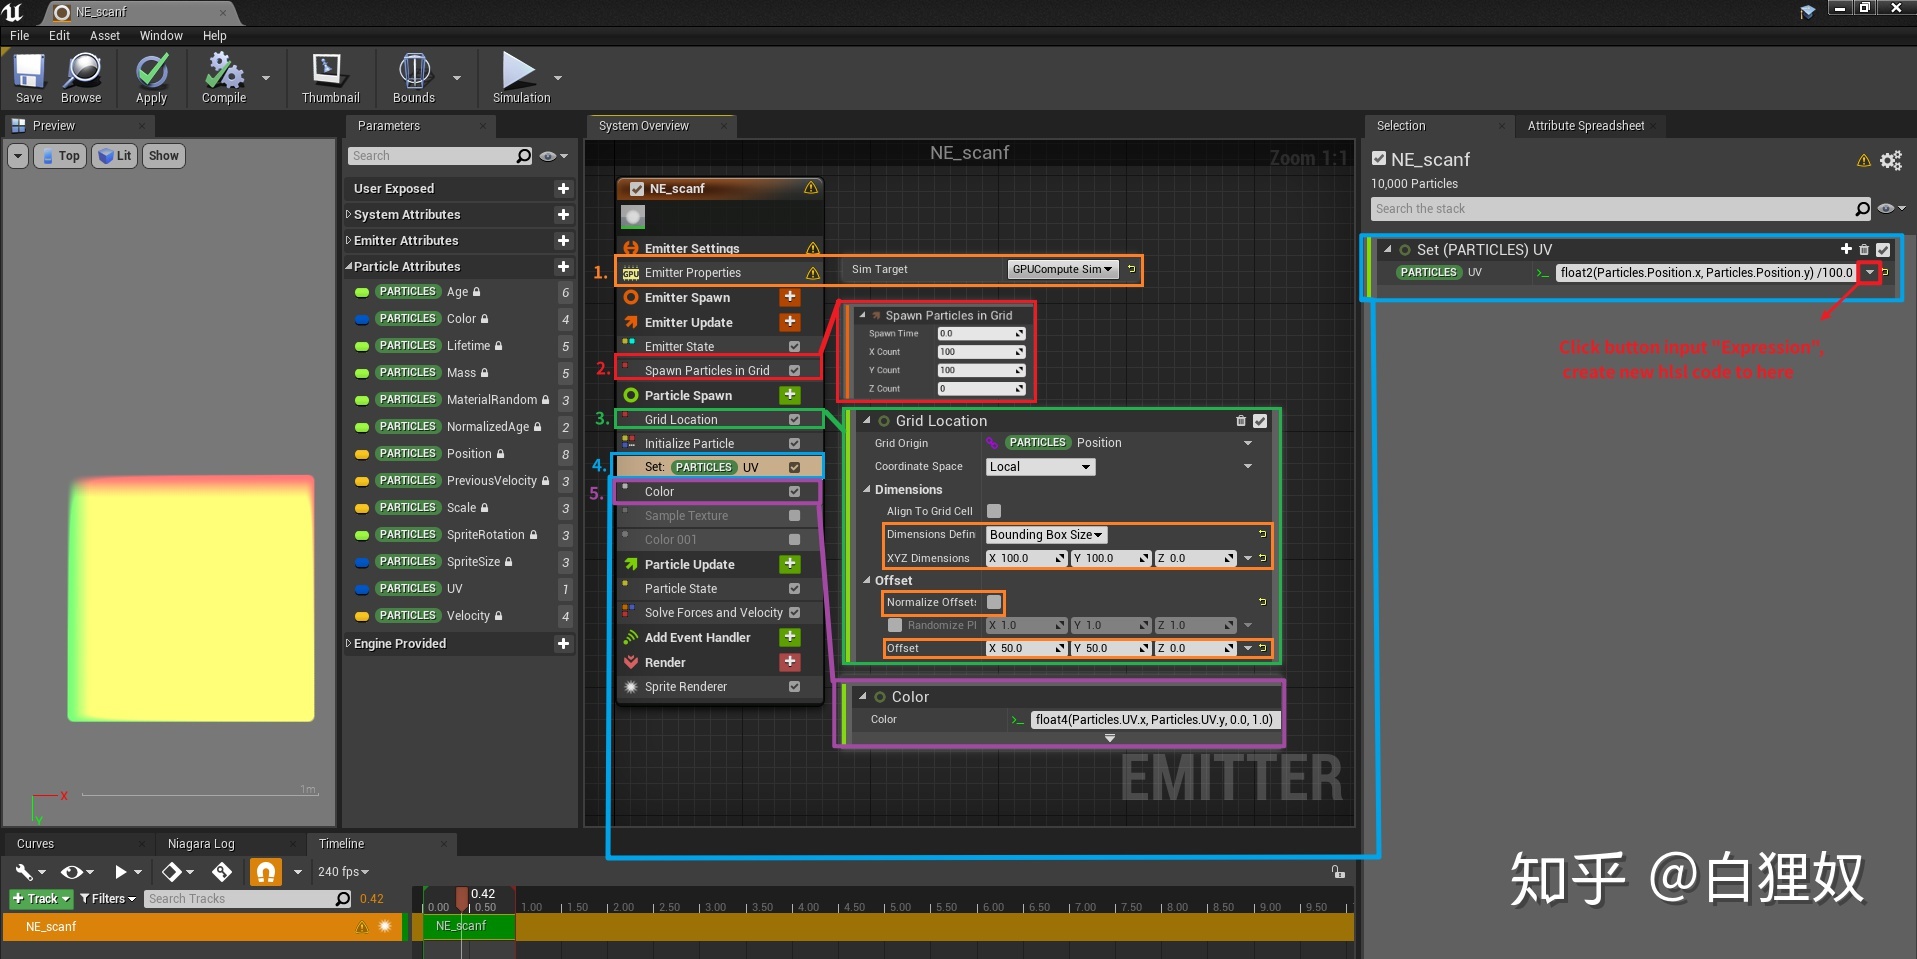 NE_scanf
File Edit Asset Window Help
Save Browse Apply Compile Thumbnail Bounds Simulation
Preview
Top Lit Show
1m
X
Y
Parameters
Search
User Exposed
System Attributes
Emitter Attributes
Particle Attributes
PARTICLES Age 6
PARTICLES Color 4
PARTICLES Lifetime 5
PARTICLES Mass 5
PARTICLES MaterialRandom 3
PARTICLES NormalizedAge 2
PARTICLES Position 8
PARTICLES PreviousVelocity 3
PARTICLES Scale 3
PARTICLES SpriteRotation 3
PARTICLES SpriteSize 3
PARTICLES UV 1
PARTICLES Velocity 4
Engine Provided
System Overview
NE_scanf
Zoom 1:1
NE_scanf
Emitter Settings
1. GPU Emitter Properties
Emitter Spawn
Emitter Update
Emitter State
2. Spawn Particles in Grid
Particle Spawn
3. Grid Location
Initialize Particle
4. Set: PARTICLES UV
5. Color
Sample Texture
Color 001
Particle Update
Particle State
Solve Forces and Velocity
Add Event Handler
Render
Sprite Renderer
Sim Target GPUCompute Sim
Spawn Particles in Grid
Spawn Time 0.0
X Count 100
Y Count 100
Z Count 0
Grid Location
Grid Origin PARTICLES Position
Coordinate Space Local
Dimensions
Align To Grid Cell
Dimensions Defin Bounding Box Size
XYZ Dimensions X 100.0 Y 100.0 Z 0.0
Offset
Normalize Offset
Randomize Pl X 1.0 Y 1.0 Z 1.0
Offset X 50.0 Y 50.0 Z 0.0
Color
Color float4(Particles.UV.x, Particles.UV.y, 0.0, 1.0)
EMITTER
Selection Attribute Spreadsheet
NE_scanf
10,000 Particles
Search the stack
Set (PARTICLES) UV
PARTICLES UV float2(Particles.Position.x, Particles.Position.y) /100.0
Click button input "Expression",
create new hlsl code to here
Curves Niagara Log Timeline
240 fps
Track Filters Search Tracks 0.42
0.42
0.00 0.50 1.00 1.50 2.00 2.50 3.00 3.50 4.00 4.50 5.00 5.50 6.00 6.50 7.00 7.50 8.00 8.50 9.00 9.50
NE_scanf
NE_scanf
知乎 @白狸奴